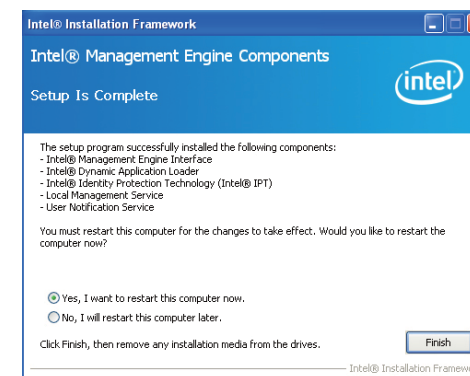 Intel® Installation Framework
Intel® Management Engine Components
Setup Is Complete
intel
The setup program successfully installed the following components:
- Intel® Management Engine Interface
- Intel® Dynamic Application Loader
- Intel® Identity Protection Technology (Intel® IPT)
- Local Management Service
- User Notification Service
You must restart this computer for the changes to take effect. Would you like to restart the
computer now?
Yes, I want to restart this computer now.
No, I will restart this computer later.
Click Finish, then remove any installation media from the drives.
Finish
Intel® Installation